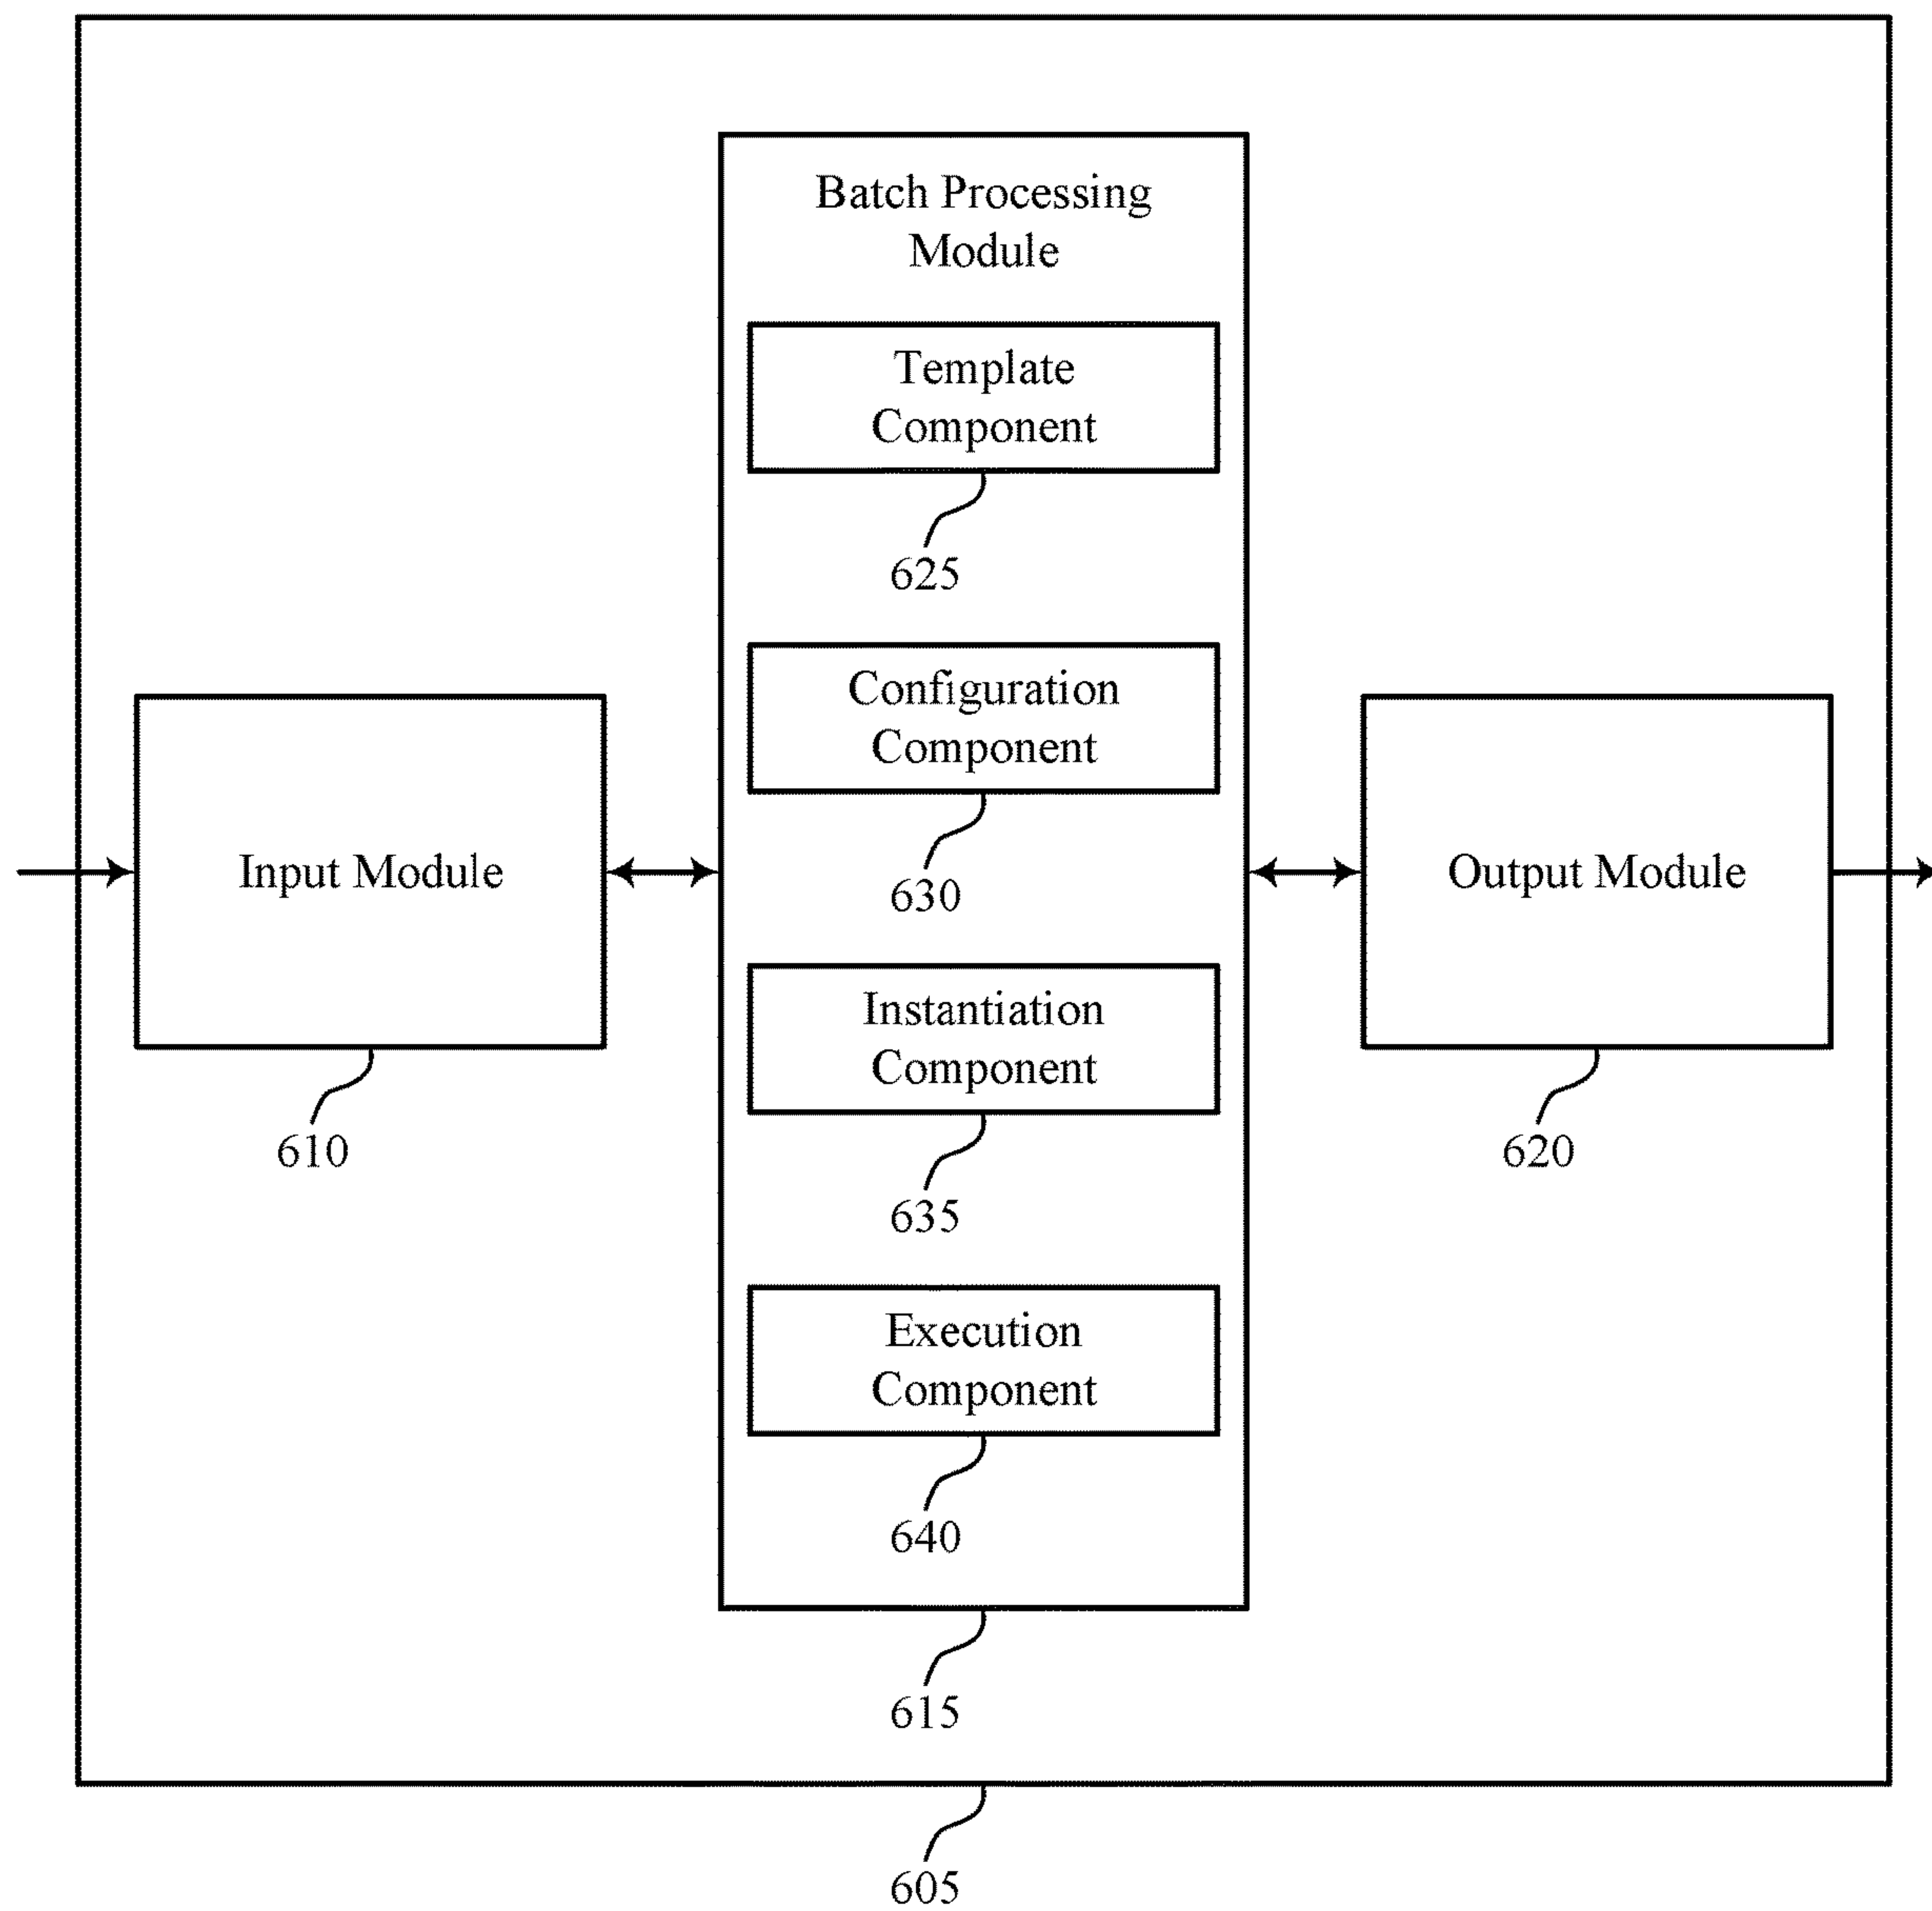 Batch Processing
Module
Template
Component
625
Configuration
Component
630
Input Module
610
Output Module
620
Instantiation
Component
635
Execution
Component
640
615
605